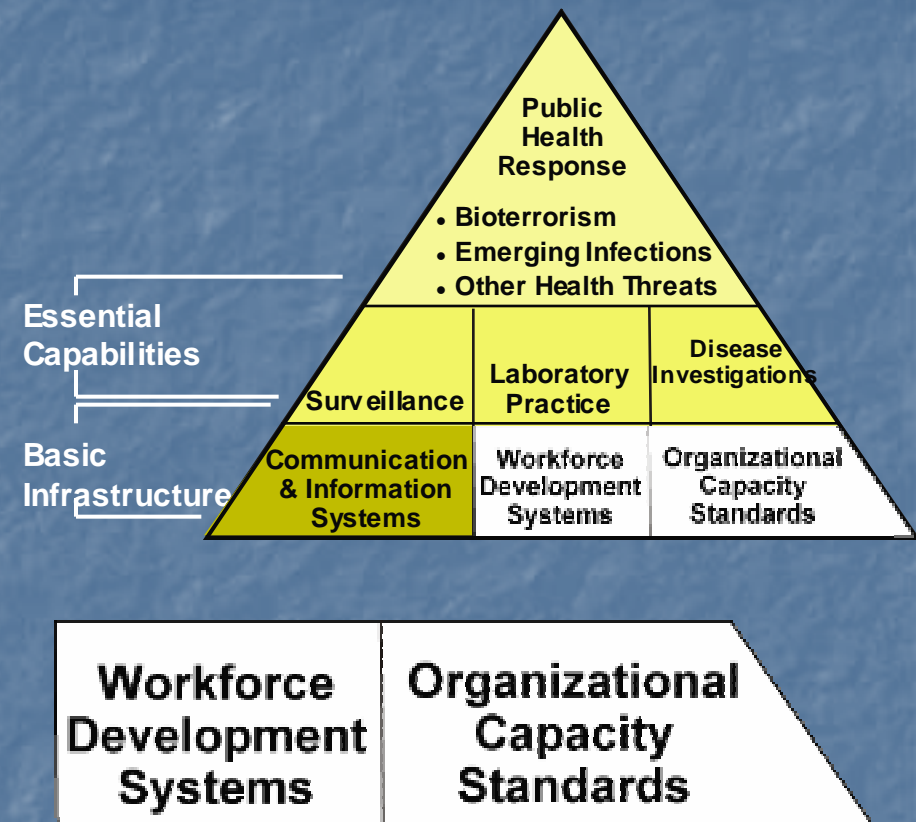 Public
Health
Response
• Bioterrorism
• Emerging Infections
• Other Health Threats
Essential
Capabilities
Surveillance
Laboratory
Practice
Disease
Investigations
Basic
Infrastructure
Communication
& Information
Systems
Workforce
Development
Systems
Organizational
Capacity
Standards
Workforce
Development
Systems
Organizational
Capacity
Standards